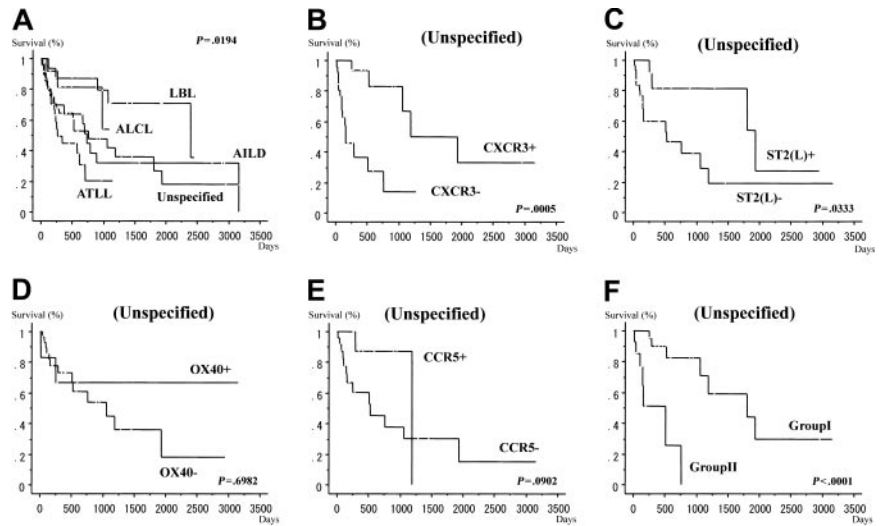 A
Survival (%)
P=.0194
1
.8
.6
.4
.2
0
LBL
ALCL
AILD
ATLL
Unspecified
0 500 1000 1500 2000 2500 3000 3500
Days
B
(Unspecified)
Survival (%)
1
.8
.6
.4
.2
0
CXCR3+
CXCR3-
P=.0005
0 500 1000 1500 2000 2500 3000 3500
Days
C
(Unspecified)
Survival (%)
1
.8
.6
.4
.2
0
ST2(L)+
ST2(L)-
P=.0333
0 500 1000 1500 2000 2500 3000 3500
Days
D
(Unspecified)
Survival (%)
1
.8
.6
.4
.2
0
OX40+
OX40-
P=.6982
0 500 1000 1500 2000 2500 3000 3500
Days
E
(Unspecified)
Survival (%)
1
.8
.6
.4
.2
0
CCR5+
CCR5-
P=.0902
0 500 1000 1500 2000 2500 3000 3500
Days
F
(Unspecified)
Survival (%)
1
.8
.6
.4
.2
0
GroupI
GroupII
P<.0001
0 500 1000 1500 2000 2500 3000 3500
Days